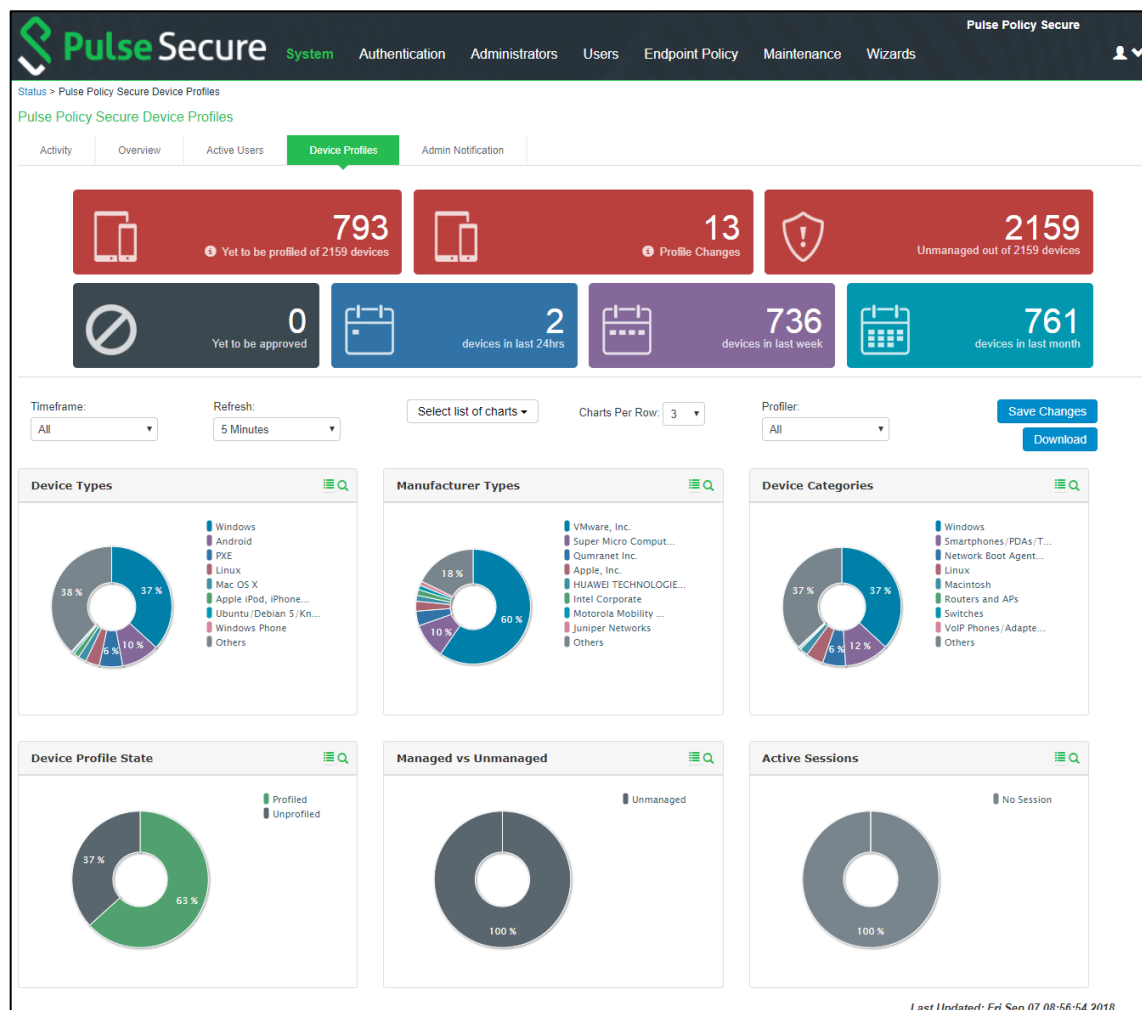 Pulse Policy Secure
Pulse Secure
System Authentication Administrators Users Endpoint Policy Maintenance Wizards
Status > Pulse Policy Secure Device Profiles
Pulse Policy Secure Device Profiles
Activity Overview Active Users Device Profiles Admin Notification
793
Yet to be profiled of 2159 devices
13
Profile Changes
2159
Unmanaged out of 2159 devices
0
Yet to be approved
2
devices in last 24hrs
736
devices in last week
761
devices in last month
Timeframe:
All
Refresh:
5 Minutes
Select list of charts
Charts Per Row: 3
Profiler:
All
Save Changes
Download
Device Types
Windows
Android
PXE
Linux
Mac OS X
Apple iPod, iPhone...
Ubuntu/Debian 5/Kn...
Windows Phone
Others
38 %
37 %
6 %
10 %
Manufacturer Types
VMware, Inc.
Super Micro Comput...
Qumranet Inc.
Apple, Inc.
HUAWEI TECHNOLOGIE...
Intel Corporate
Motorola Mobility ...
Juniper Networks
Others
18 %
10 %
60 %
Device Categories
Windows
Smartphones/PDAs/T...
Network Boot Agent...
Linux
Macintosh
Routers and APs
Switches
VoIP Phones/Adapte...
Others
37 %
37 %
6 %
12 %
Device Profile State
Profiled
Unprofiled
37 %
63 %
Managed vs Unmanaged
Unmanaged
100 %
Active Sessions
No Session
100 %
Last Updated: Fri Sep 07 08:56:54 2018